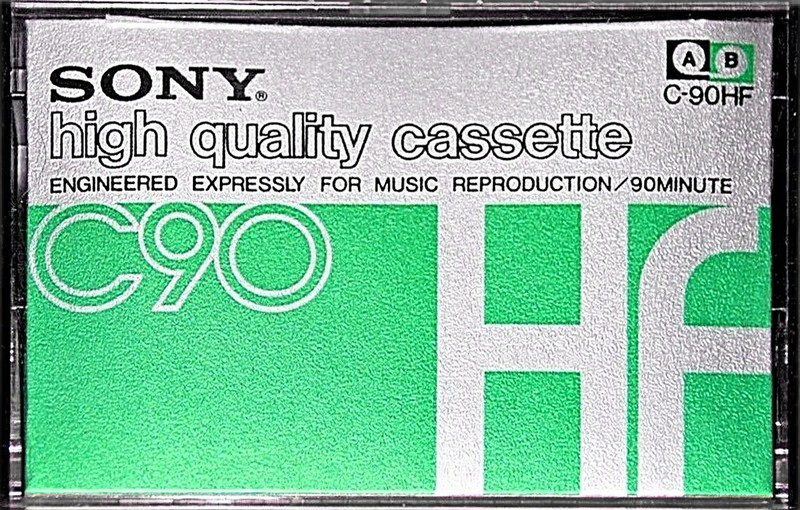 A B
SONY®
C-90HF
high quality cassette
ENGINEERED EXPRESSLY FOR MUSIC REPRODUCTION/90MINUTE
C90
Hf